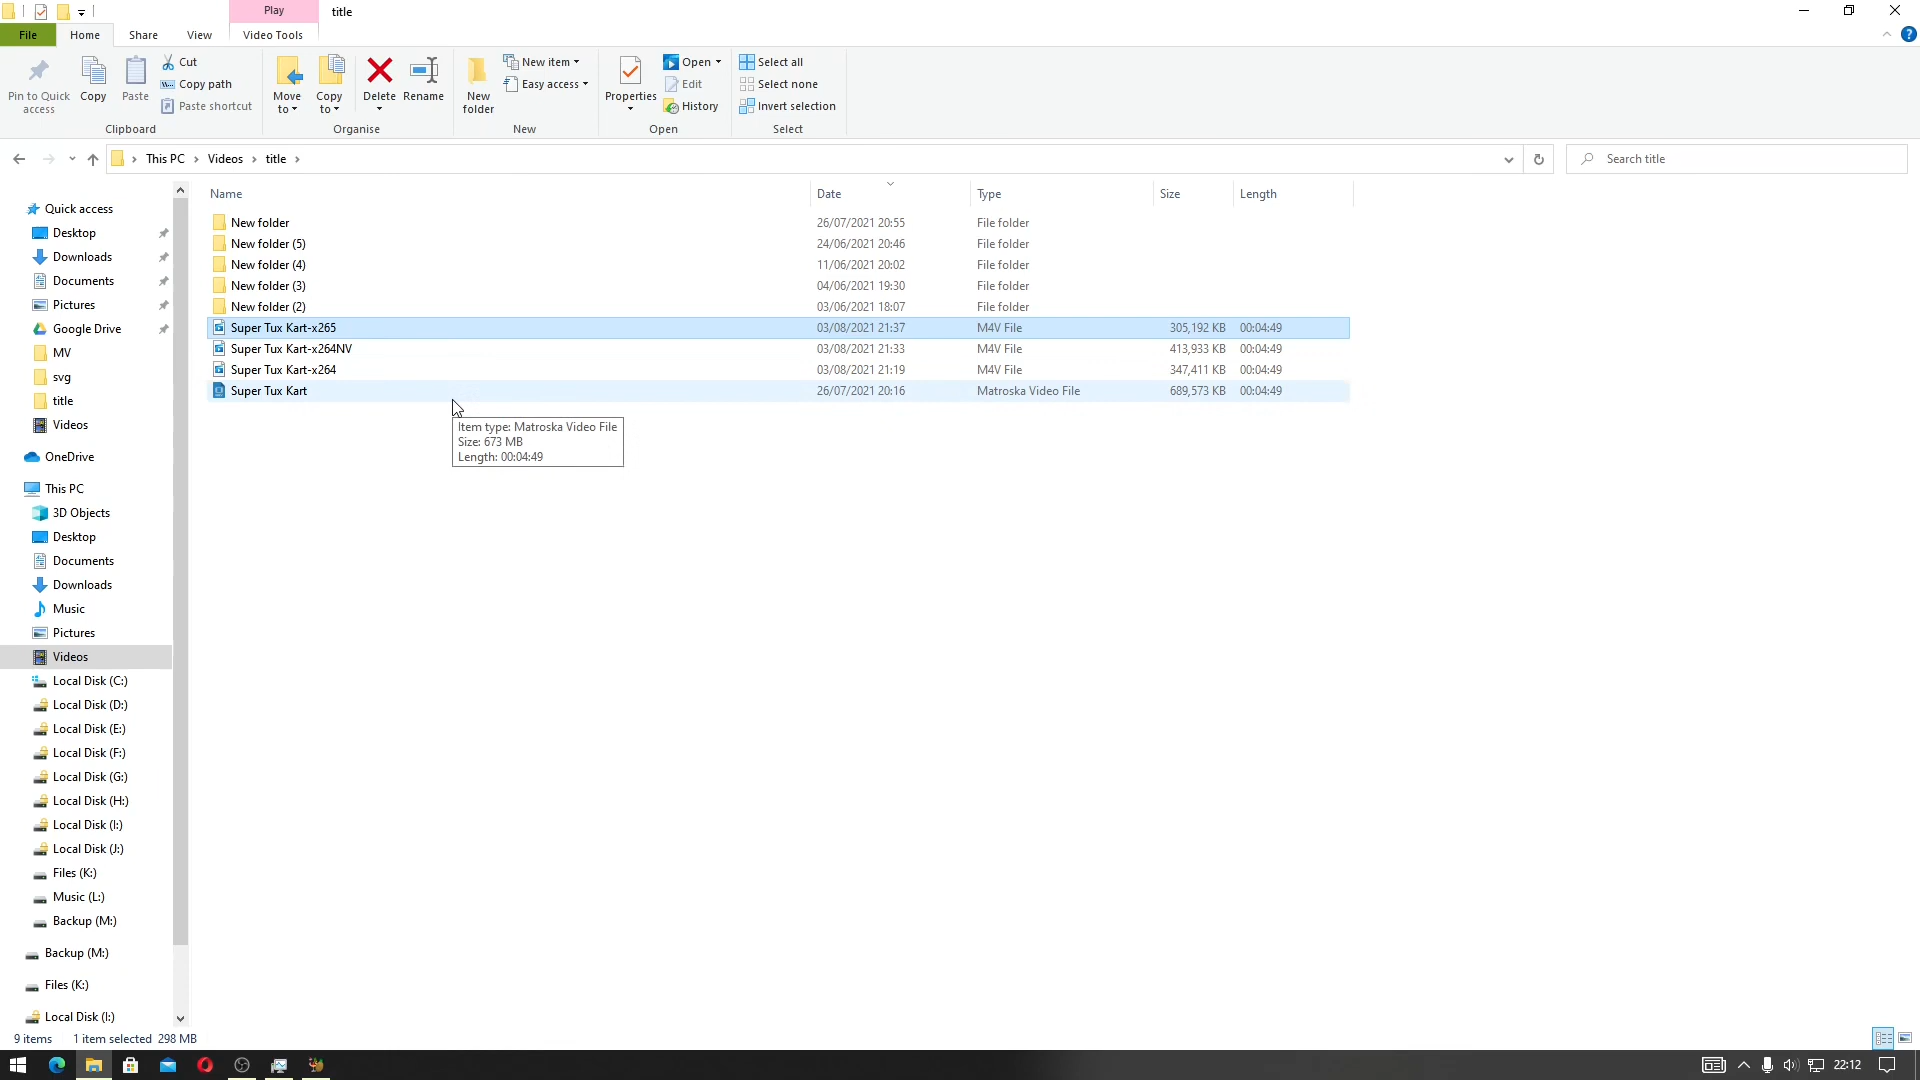 Play
title
File
Home
Share
View
Video Tools
Pin to Quick access
Copy
Paste
Cut
Copy path
Paste shortcut
Clipboard
Move to
Copy to
Delete
Rename
Organise
New folder
New item
Easy access
New
Properties
Open
Edit
History
Open
Select all
Select none
Invert selection
Select
This PC
Videos
title
Search title
Name
Date
Type
Size
Length
New folder 26/07/2021 20:55 File folder
New folder (5) 24/06/2021 20:46 File folder
New folder (4) 11/06/2021 20:02 File folder
New folder (3) 04/06/2021 19:30 File folder
New folder (2) 03/06/2021 18:07 File folder
Super Tux Kart-x265 03/08/2021 21:37 M4V File 305,192 KB 00:04:49
Super Tux Kart-x264NV 03/08/2021 21:33 M4V File 413,933 KB 00:04:49
Super Tux Kart-x264 03/08/2021 21:19 M4V File 347,411 KB 00:04:49
Super Tux Kart 26/07/2021 20:16 Matroska Video File 689,573 KB 00:04:49
Item type: Matroska Video File
Size: 673 MB
Length: 00:04:49
Quick access
Desktop
Downloads
Documents
Pictures
Google Drive
MV
svg
title
Videos
OneDrive
This PC
3D Objects
Desktop
Documents
Downloads
Music
Pictures
Videos
Local Disk (C:)
Local Disk (D:)
Local Disk (E:)
Local Disk (F:)
Local Disk (G:)
Local Disk (H:)
Local Disk (I:)
Local Disk (J:)
Files (K:)
Music (L:)
Backup (M:)
Backup (M:)
Files (K:)
Local Disk (I:)
9 items 1 item selected 298 MB
22:12